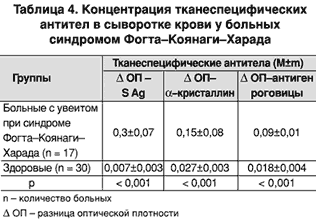 Таблица 4. Концентрация тканеспецифических
антител в сыворотке крови у больных
синдромом Фогта–Коянаги–Харада
Группы
Тканеспецифические антитела (M±m)
Δ ОП – Δ ОП– Δ ОП–антиген
S Ag α–кристаллин роговицы
Больных с увеитом
при синдроме
Фогта–Коянаги–
Харада (n = 17)
0,3±0,07 0,15±0,08 0,09±0,01
Здоровые (n = 30) 0,007±0,003 0,027±0,003 0,018±0,004
р < 0,001 < 0,001 < 0,001
n – количество больных
Δ ОП – разница оптической плотности